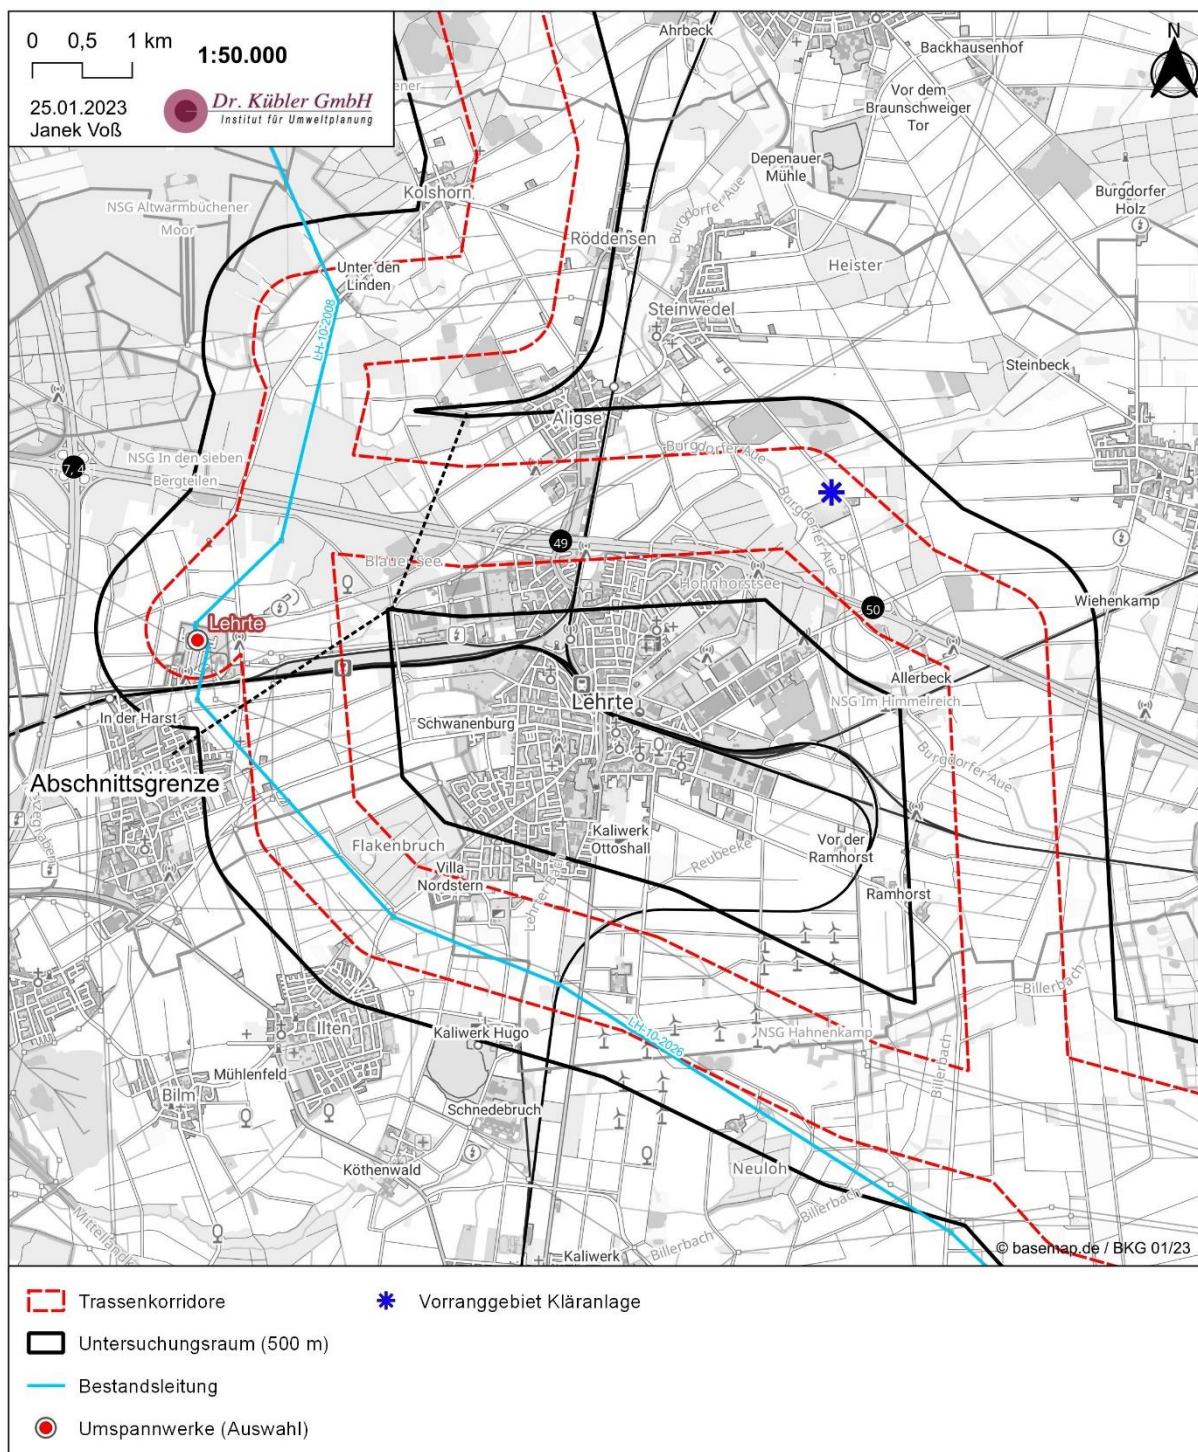 0 0,5 1 km
1:50.000
25.01.2023
Janek Voß
Dr. Kübler GmbH
Institut für Umweltplanung
N
Ahrbeck
Backhausenhof
Vor dem
Braunschweiger
Tor
Depenauer
Mühle
Burgdorfer
Holz
Kolshorn
NSG Altwarmbüchener
Moor
Burgdorfer Aue
Röddensen
Heister
Unter den
Linden
LH-10-2008
Steinwedel
Steinbeck
Aligse
Burgdorfer Aue
NSG In den sieben
Bergteilen
7, 4
Burgdorfer Aue
49
Blauer See
Hohnhorstsee
50
Wiehenkamp
Lehrte
Allerbeck
NSG Im Himmelreich
Lehrte
In der Harst
Schwanenburg
Burgdorfer Aue
Abschnittsgrenze
Kaliwerk
Ottoshall
Vor der
Ramhorst
Flakenbruch
Reubeeke
Villa
Nordstern
Ramhorst
Lehrter Bach
Billerbach
LH-10-2026
NSG Hahnenkamp
Ilten
Kaliwerk Hugo
Billerbach
Mühlenfeld
Bilm
Schnedebruch
Köthenwald
Neuloh
Billerbach
Billerbach
Kaliwerk
© basemap.de / BKG 01/23
Trassenkorridore
Vorranggebiet Kläranlage
Untersuchungsraum (500 m)
Bestandsleitung
Umspannwerke (Auswahl)